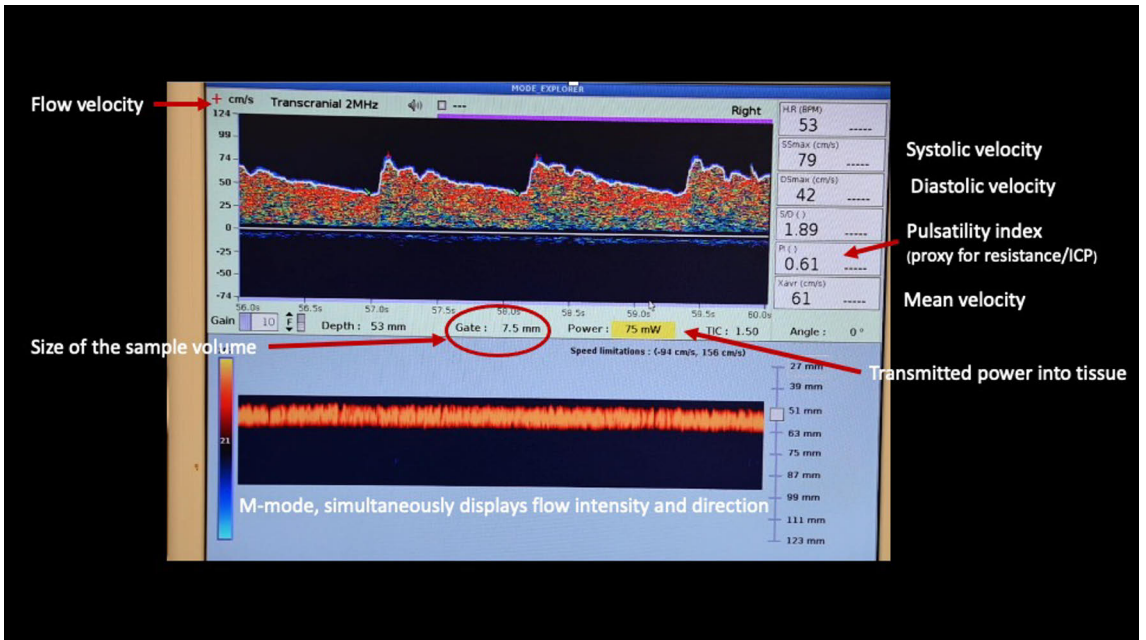 MODE_EXPLORER
Flow velocity
+ cm/s Transcranial 2MHz ---
Right
124
99
74
50
25
0
-25
-50
-74
56.0s 56.5s 57.0s 57.5s 58.0s 58.5s 59.0s 59.5s 60.0s
H.R (BPM)
53 -----
SSmax (cm/s)
79 -----
DSmax (cm/s)
42 -----
S/D ( )
1.89 -----
PI ( )
0.61 -----
Xavr (cm/s)
61 -----
Systolic velocity
Diastolic velocity
Pulsatility index
(proxy for resistance/ICP)
Mean velocity
Gain 10 F Depth : 53 mm Gate : 7.5 mm Power : 75 mW TIC : 1.50 Angle : 0°
Size of the sample volume
Speed limitations : (-94 cm/s, 156 cm/s)
Transmitted power into tissue
21
27 mm
39 mm
51 mm
63 mm
75 mm
87 mm
99 mm
111 mm
123 mm
M-mode, simultaneously displays flow intensity and direction